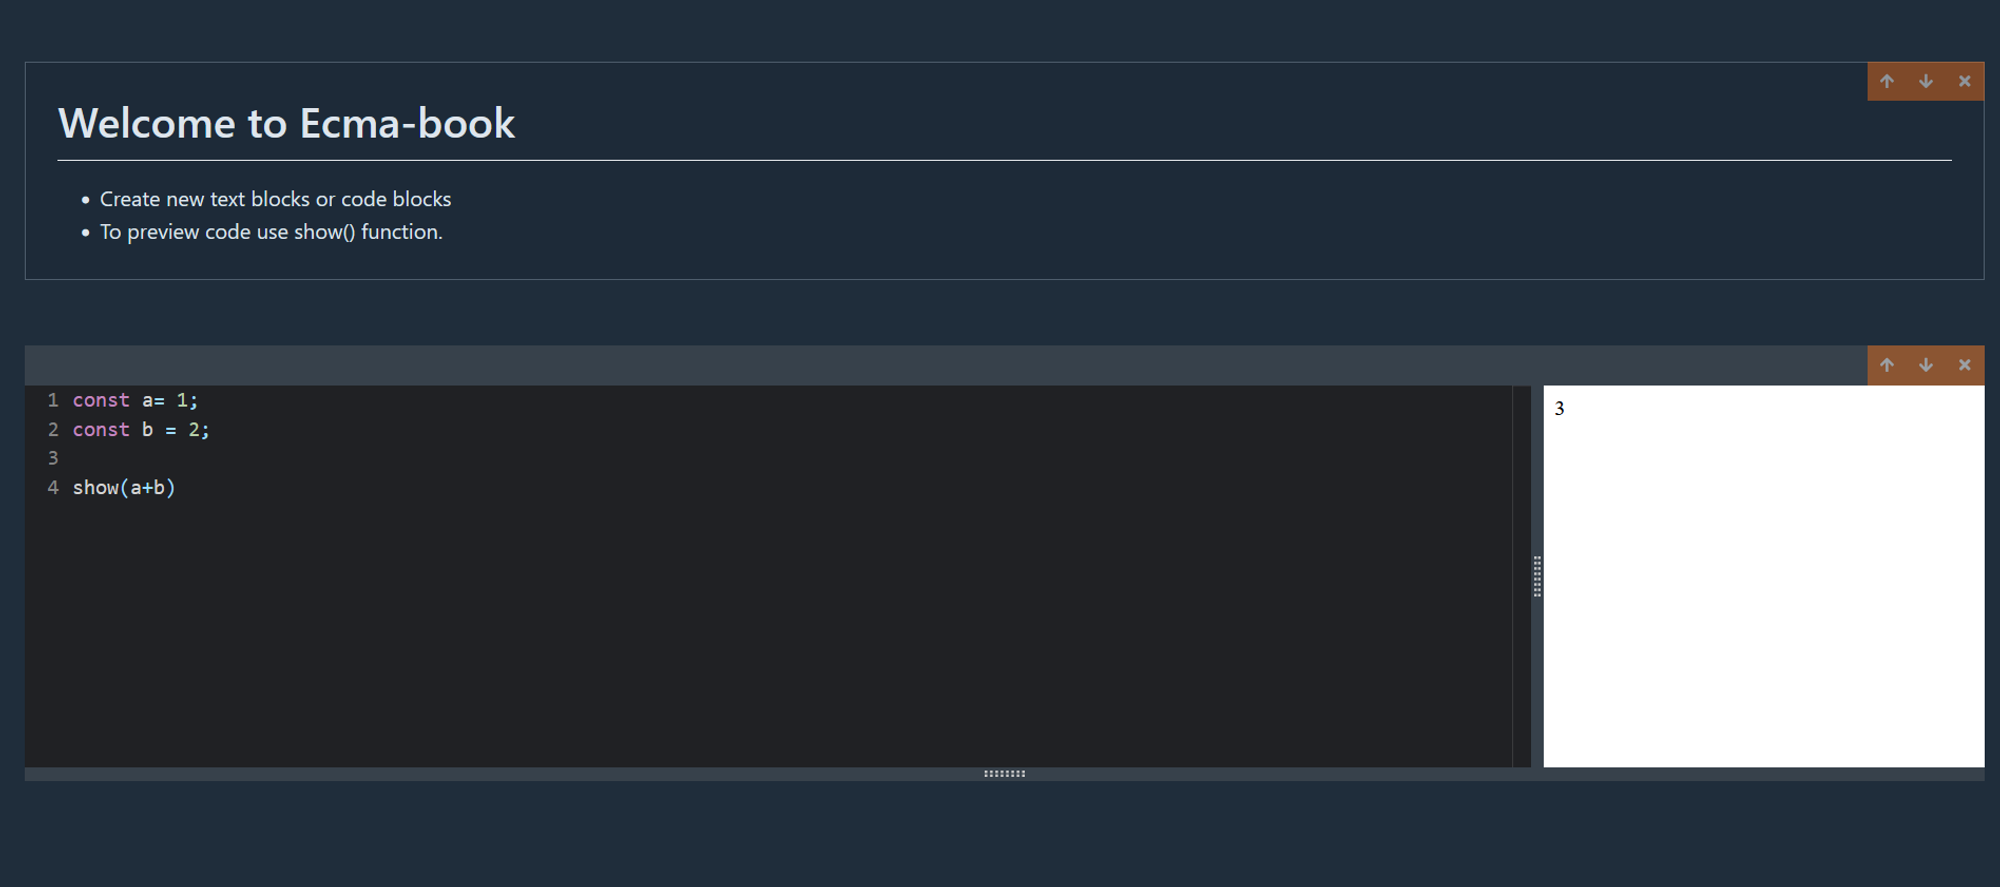 Welcome to Ecma-book
• Create new text blocks or code blocks
• To preview code use show() function.
1 const a= 1;
2 const b = 2;
3
4 show(a+b)
3